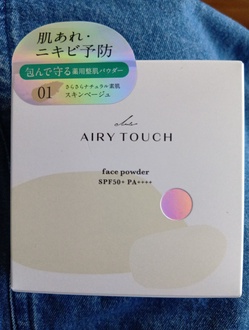 肌あれ・
ニキビ予防
包んで守る 薬用整肌パウダー
01
さらさらナチュラル素肌
スキンベージュ
AIRY TOUCH
face powder
SPF50+ PA++++